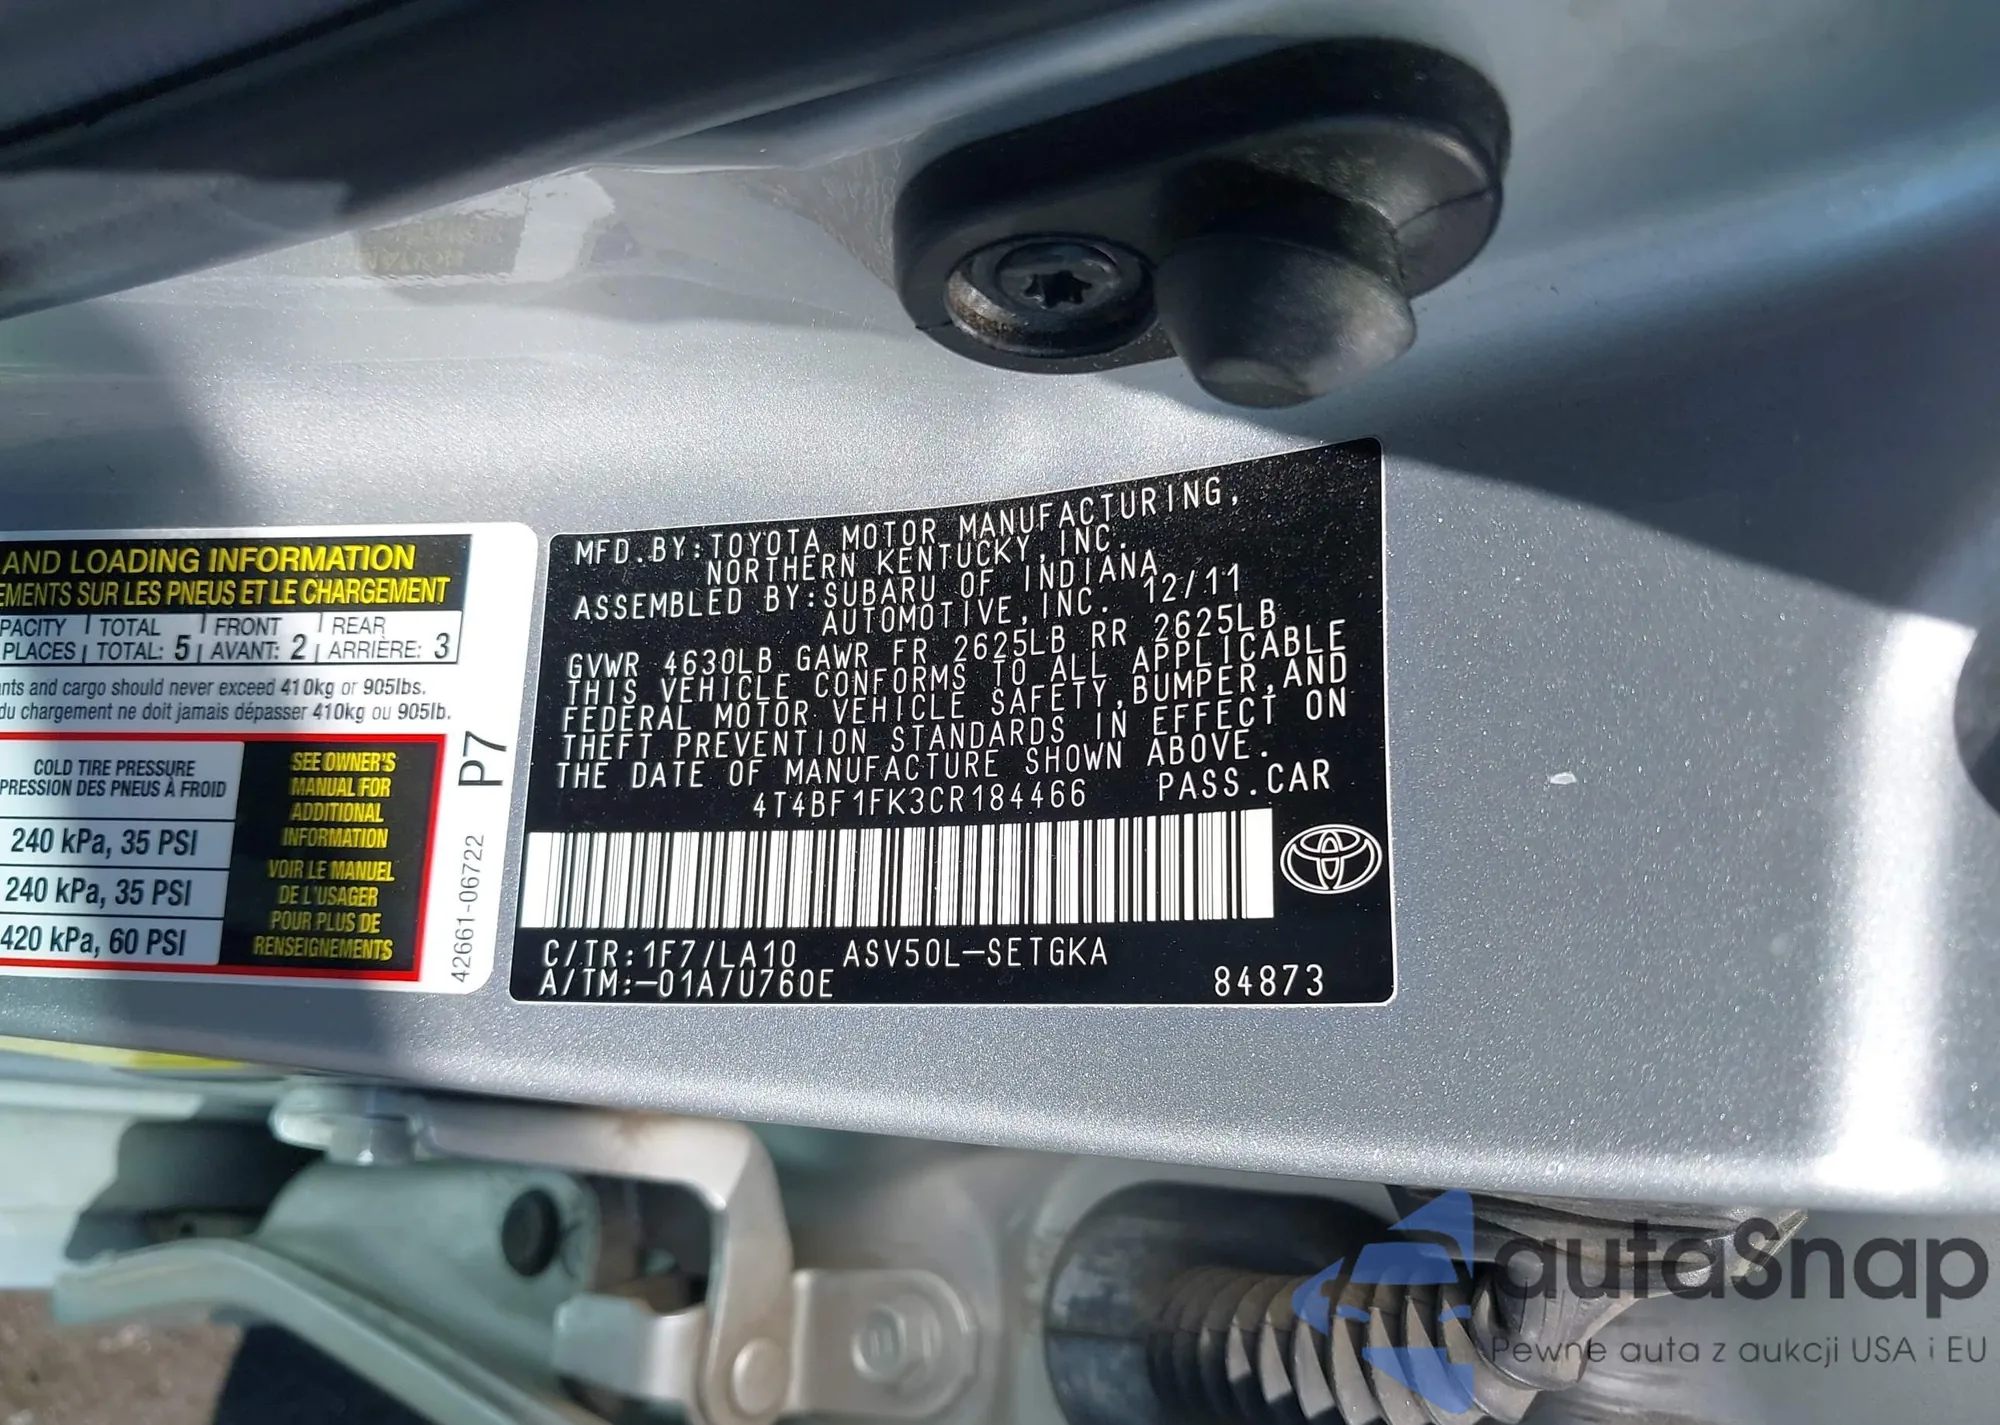 AND LOADING INFORMATION
EMENTS SUR LES PNEUS ET LE CHARGEMENT
PACITY TOTAL FRONT REAR
PLACES TOTAL: 5 AVANT: 2 ARRIÈRE: 3
nts and cargo should never exceed 410kg or 905lbs.
du chargement ne doit jamais dépasser 410kg ou 905lb.
COLD TIRE PRESSURE
PRESSION DES PNEUS À FROID
240 kPa, 35 PSI
240 kPa, 35 PSI
420 kPa, 60 PSI
SEE OWNER'S
MANUAL FOR
ADDITIONAL
INFORMATION
VOIR LE MANUEL
DE L'USAGER
POUR PLUS DE
RENSEIGNEMENTS
P7
42661-06722
MFD.BY:TOYOTA MOTOR MANUFACTURING,
NORTHERN KENTUCKY,INC.
ASSEMBLED BY:SUBARU OF INDIANA
AUTOMOTIVE,INC. 12/11
GVWR 4630LB GAWR FR 2625LB RR 2625LB
THIS VEHICLE CONFORMS TO ALL APPLICABLE
FEDERAL MOTOR VEHICLE SAFETY,BUMPER,AND
THEFT PREVENTION STANDARDS IN EFFECT ON
THE DATE OF MANUFACTURE SHOWN ABOVE.
4T4BF1FK3CR184466 PASS.CAR
C/TR:1F7/LA10 ASV50L-SETGKA
A/TM:-01A/U760E 84873
autaSnap
Pewne auta z aukcji USA i EU